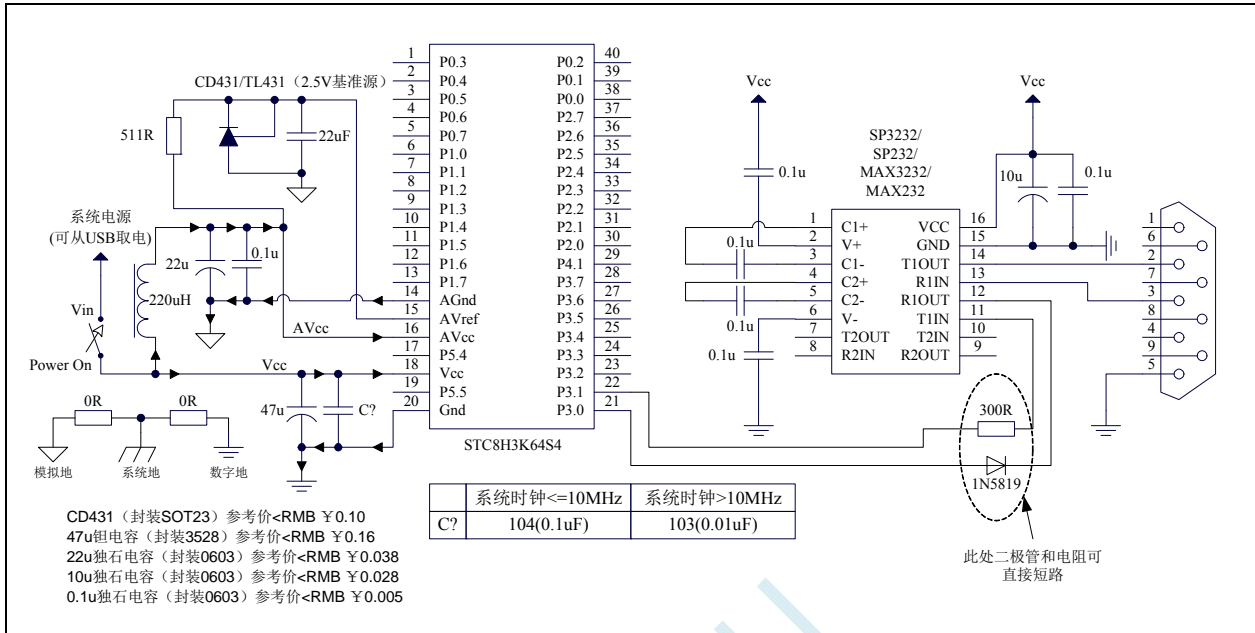 CD431/TL431（2.5V基准源）
511R
22uF
系统电源
(可从USB取电)
Vin
Power On
220uH
22u
0.1u
AVcc
Vcc
47u
C?
0R
0R
模拟地
系统地
数字地
1 P0.3
2 P0.4
3 P0.5
4 P0.6
5 P0.7
6 P1.0
7 P1.1
8 P1.2
9 P1.3
10 P1.4
11 P1.5
12 P1.6
13 P1.7
14 AGnd
15 AVref
16 AVcc
17 P5.4
18 Vcc
19 P5.5
20 Gnd
P0.2 40
P0.1 39
P0.0 38
P2.7 37
P2.6 36
P2.5 35
P2.4 34
P2.3 33
P2.2 32
P2.1 31
P2.0 30
P4.1 29
P3.7 28
P3.6 27
P3.5 26
P3.4 25
P3.3 24
P3.2 23
P3.1 22
P3.0 21
STC8H3K64S4
Vcc
0.1u
0.1u
0.1u
0.1u
SP3232/
SP232/
MAX3232/
MAX232
1 C1+
2 V+
3 C1-
4 C2+
5 C2-
6 V-
7 T2OUT
8 R2IN
VCC 16
GND 15
T1OUT 14
R1IN 13
R1OUT 12
T1IN 11
T2IN 10
R2OUT 9
Vcc
10u
0.1u
1
6
2
7
3
8
4
9
5
300R
1N5819
此处二极管和电阻可
直接短路
系统时钟<=10MHz 系统时钟>10MHz
C? 104(0.1uF) 103(0.01uF)
CD431（封装SOT23）参考价<RMB ￥0.10
47u钽电容（封装3528）参考价<RMB ￥0.16
22u独石电容（封装0603）参考价<RMB ￥0.038
10u独石电容（封装0603）参考价<RMB ￥0.028
0.1u独石电容（封装0603）参考价<RMB ￥0.005